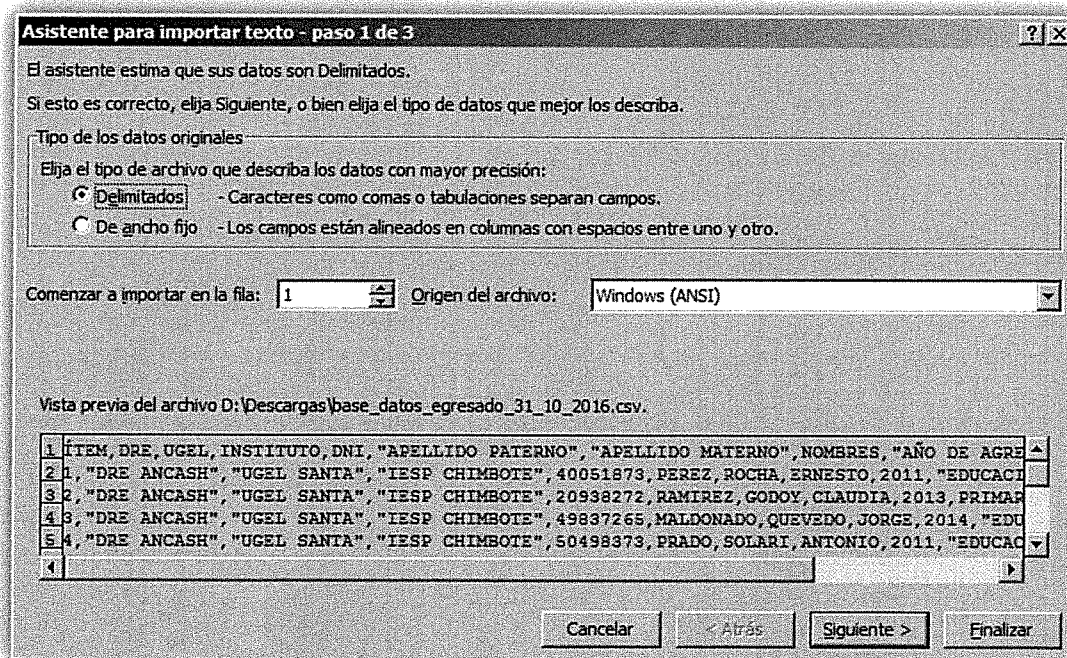 Asistente para importar texto - paso 1 de 3
El asistente estima que sus datos son Delimitados.
Si esto es correcto, elija Siguiente, o bien elija el tipo de datos que mejor los describa.
Tipo de los datos originales
Elija el tipo de archivo que describa los datos con mayor precisión:
Delimitados - Caracteres como comas o tabulaciones separan campos.
De ancho fijo - Los campos están alineados en columnas con espacios entre uno y otro.
Comenzar a importar en la fila: 1 Origen del archivo: Windows (ANSI)
Vista previa del archivo D:\Descargas\base_datos_egresado_31_10_2016.csv.
1 ÍTEM,DRE,UGEL,INSTITUTO,DNI,"APELLIDO PATERNO","APELLIDO MATERNO",NOMBRES,"AÑO DE AGRE
2 1,"DRE ANCASH","UGEL SANTA","IESP CHIMBOTE",40051873,PEREZ,ROCHA,ERNESTO,2011,"EDUCACI
3 2,"DRE ANCASH","UGEL SANTA","IESP CHIMBOTE",20938272,RAMIREZ,GODOY,CLAUDIA,2013,PRIMAR
4 3,"DRE ANCASH","UGEL SANTA","IESP CHIMBOTE",49837265,MALDONADO,QUEVEDO,JORGE,2014,"EDU
5 4,"DRE ANCASH","UGEL SANTA","IESP CHIMBOTE",50498373,PRADO,SOLARI,ANTONIO,2011,"EDUCAC
Cancelar < Atrás Siguiente > Finalizar